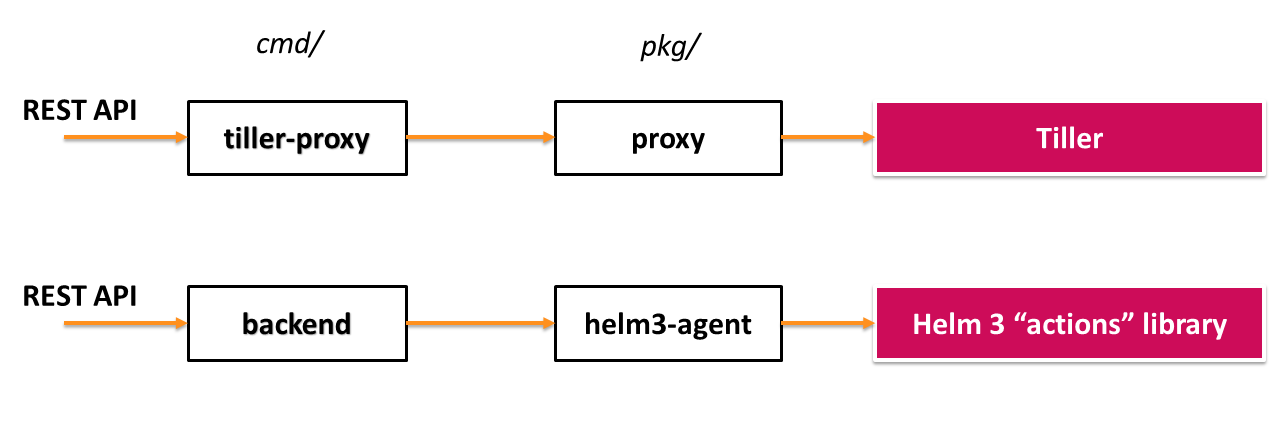 cmd/
pkg/
REST API
tiller-proxy
proxy
Tiller
REST API
backend
helm3-agent
Helm 3 “actions” library